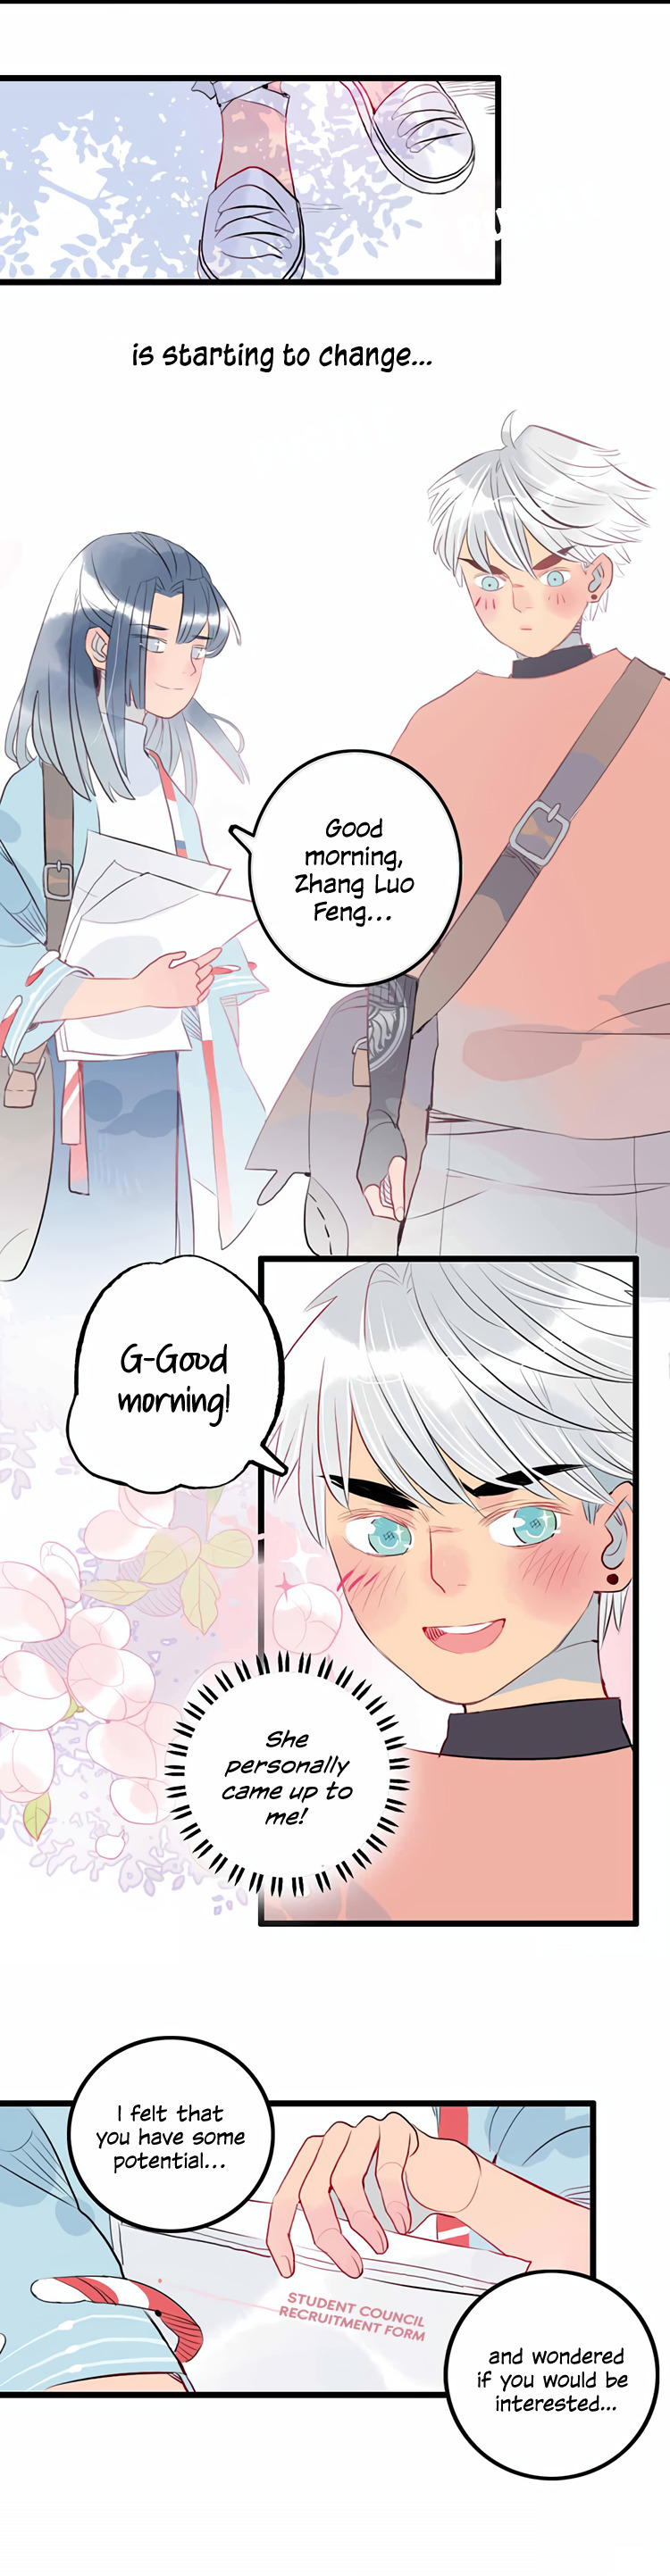 is starting to change...
Good
morning,
Zhang Luo
Feng...
G-Good
morning!
She
personally
came up to
me!
I felt that
you have some
potential...
STUDENT COUNCIL
RECRUITMENT FORM
and wondered
if you would be
interested...